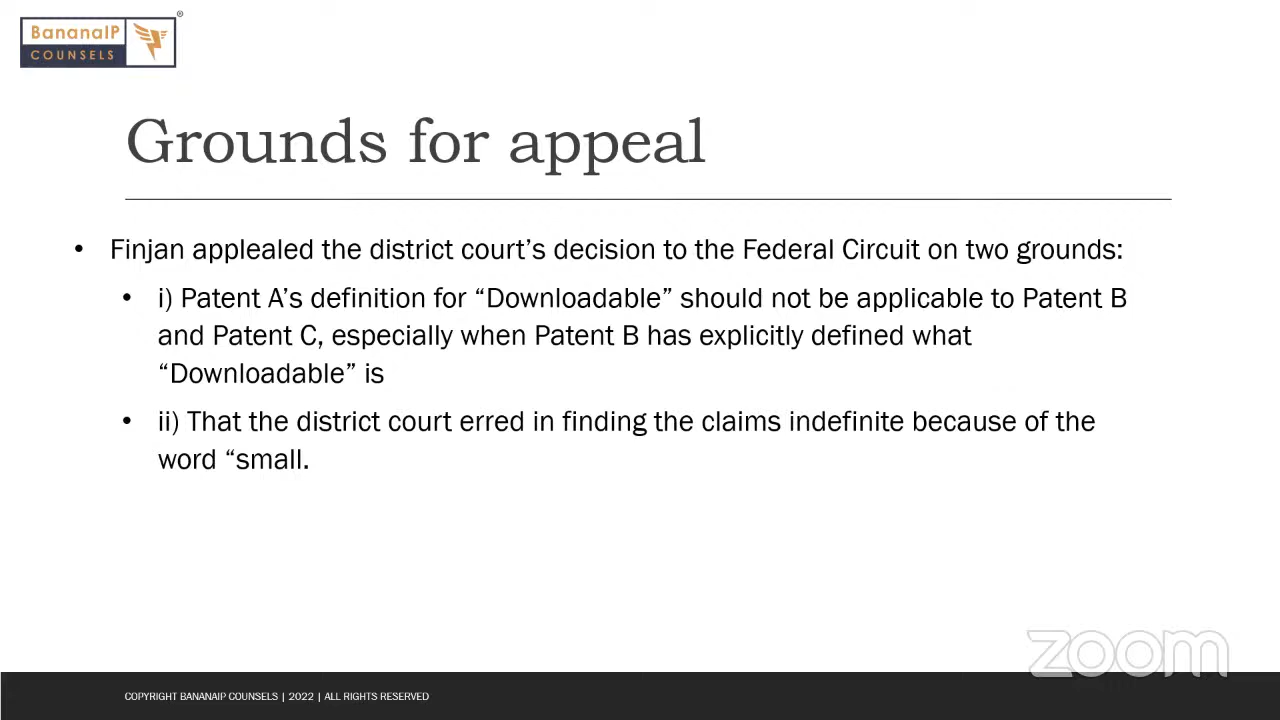 BananaIP
COUNSELS
®
Grounds for appeal
• Finjan applealed the district court’s decision to the Federal Circuit on two grounds:
• i) Patent A’s definition for “Downloadable” should not be applicable to Patent B
and Patent C, especially when Patent B has explicitly defined what
“Downloadable” is
• ii) That the district court erred in finding the claims indefinite because of the
word “small.
zoom
COPYRIGHT BANANAIP COUNSELS | 2022 | ALL RIGHTS RESERVED